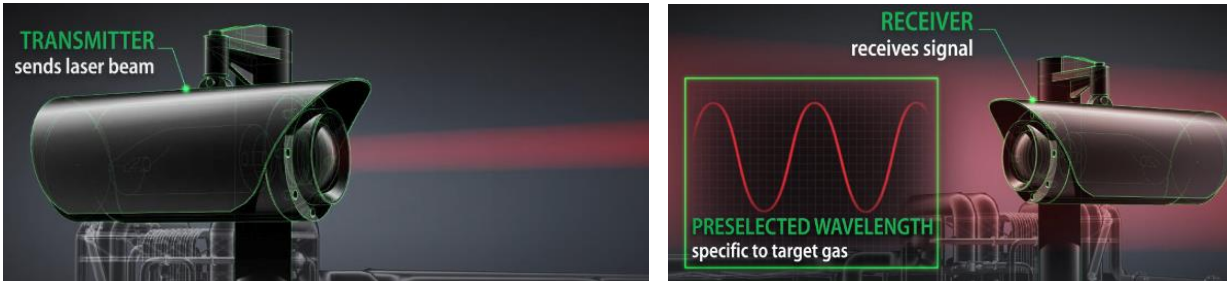 TRANSMITTER
sends laser beam
RECEIVER
receives signal
PRESELECTED WAVELENGTH
specific to target gas